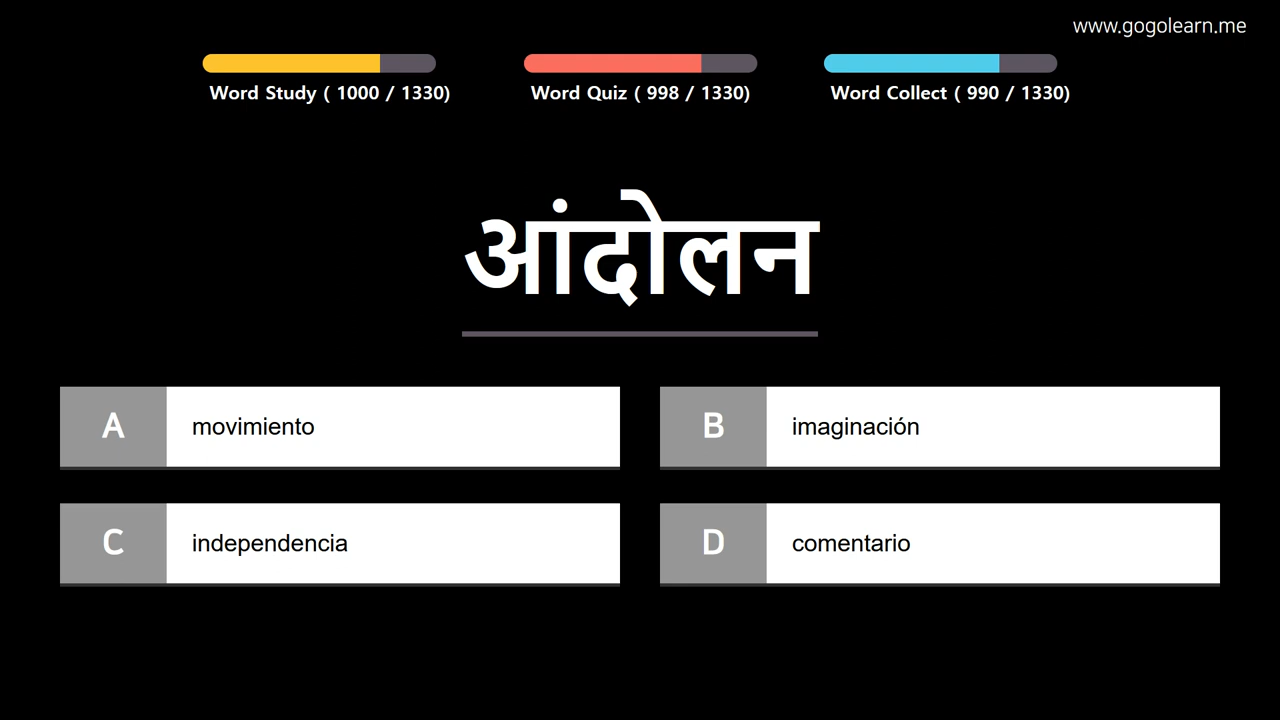 www.gogolearn.me
Word Study ( 1000 / 1330)
Word Quiz ( 998 / 1330)
Word Collect ( 990 / 1330)
आंदोलन
A movimiento
B imaginación
C independencia
D comentario